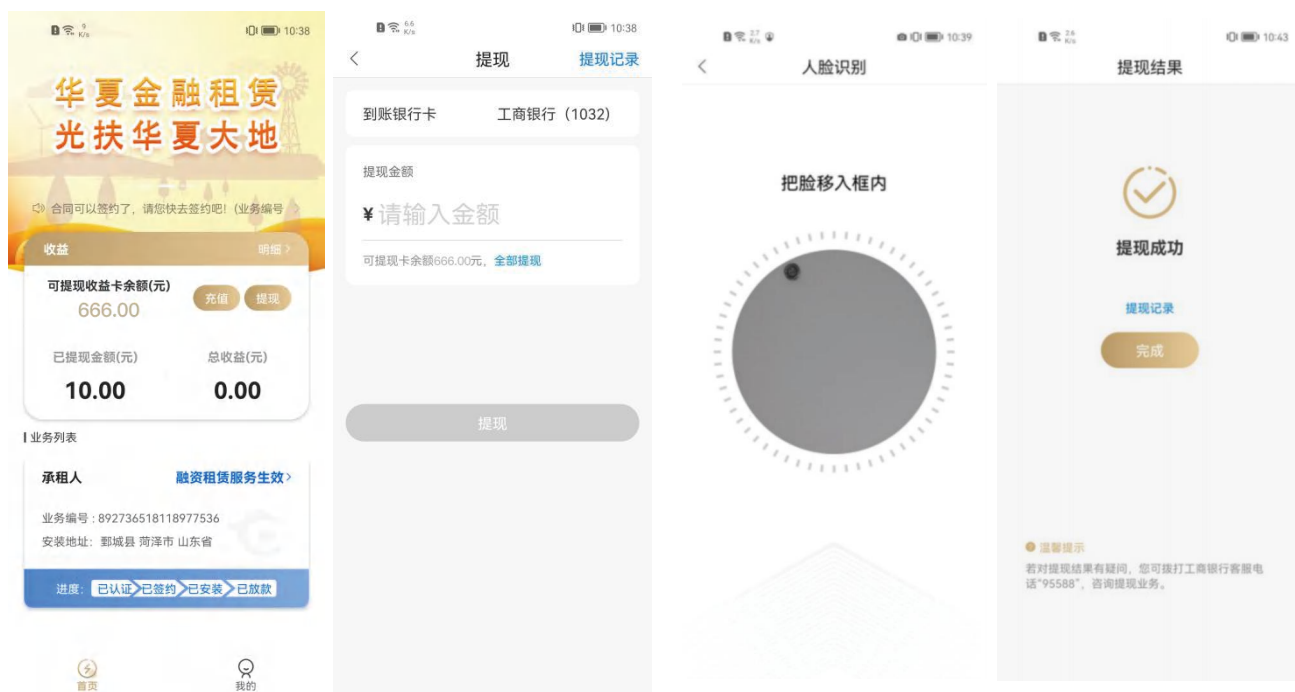 9
K/s
10:38
华夏金融租赁
光扶华夏大地
合同可以签约了，请您快去签约吧！(业务编号
收益
明细 >
可提现收益卡余额(元)
666.00
充值
提现
已提现金额(元)
总收益(元)
10.00
0.00
业务列表
承租人
融资租赁服务生效 >
业务编号：892736518118977536
安装地址：鄄城县 菏泽市 山东省
进度：
已认证
已签约
已安装
已放款
首页
我的
6.6
K/s
10:38
提现
提现记录
到账银行卡
工商银行（1032）
提现金额
¥ 请输入金额
可提现卡余额666.00元，全部提现
提现
2.7
K/s
10:39
人脸识别
把脸移入框内
2.6
K/s
10:43
提现结果
提现成功
提现记录
完成
温馨提示
若对提现结果有疑问，您可拨打工商银行客服电
话"95588"，咨询提现业务。